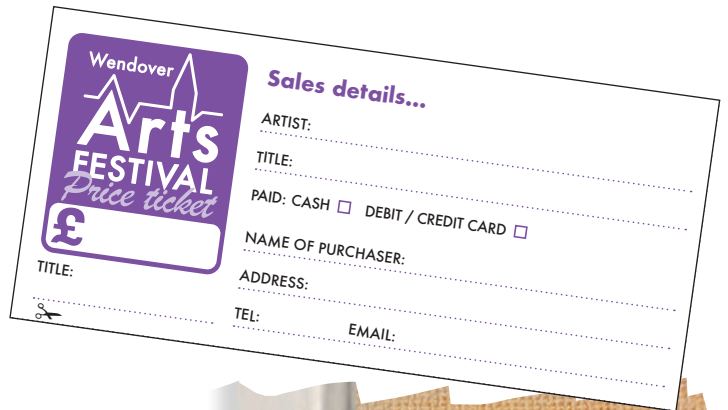 Wendover
Arts
FESTIVAL
Price ticket
£
TITLE:
Sales details...
ARTIST:
TITLE:
PAID: CASH DEBIT / CREDIT CARD
NAME OF PURCHASER:
ADDRESS:
TEL: EMAIL: